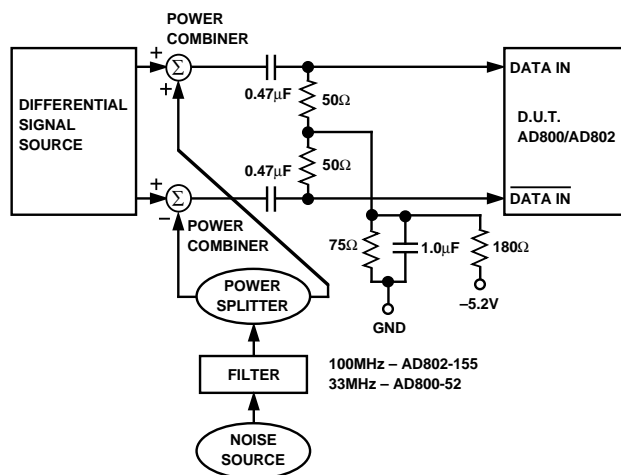 POWER
COMBINER
+
Σ
+
0.47μF
50Ω
DATA IN
DIFFERENTIAL
SIGNAL
SOURCE
D.U.T.
AD800/AD802
0.47μF
50Ω
+
Σ
–
DATA IN
POWER
COMBINER
75Ω
1.0μF
180Ω
POWER
SPLITTER
–5.2V
GND
FILTER
100MHz – AD802-155
33MHz – AD800-52
NOISE
SOURCE